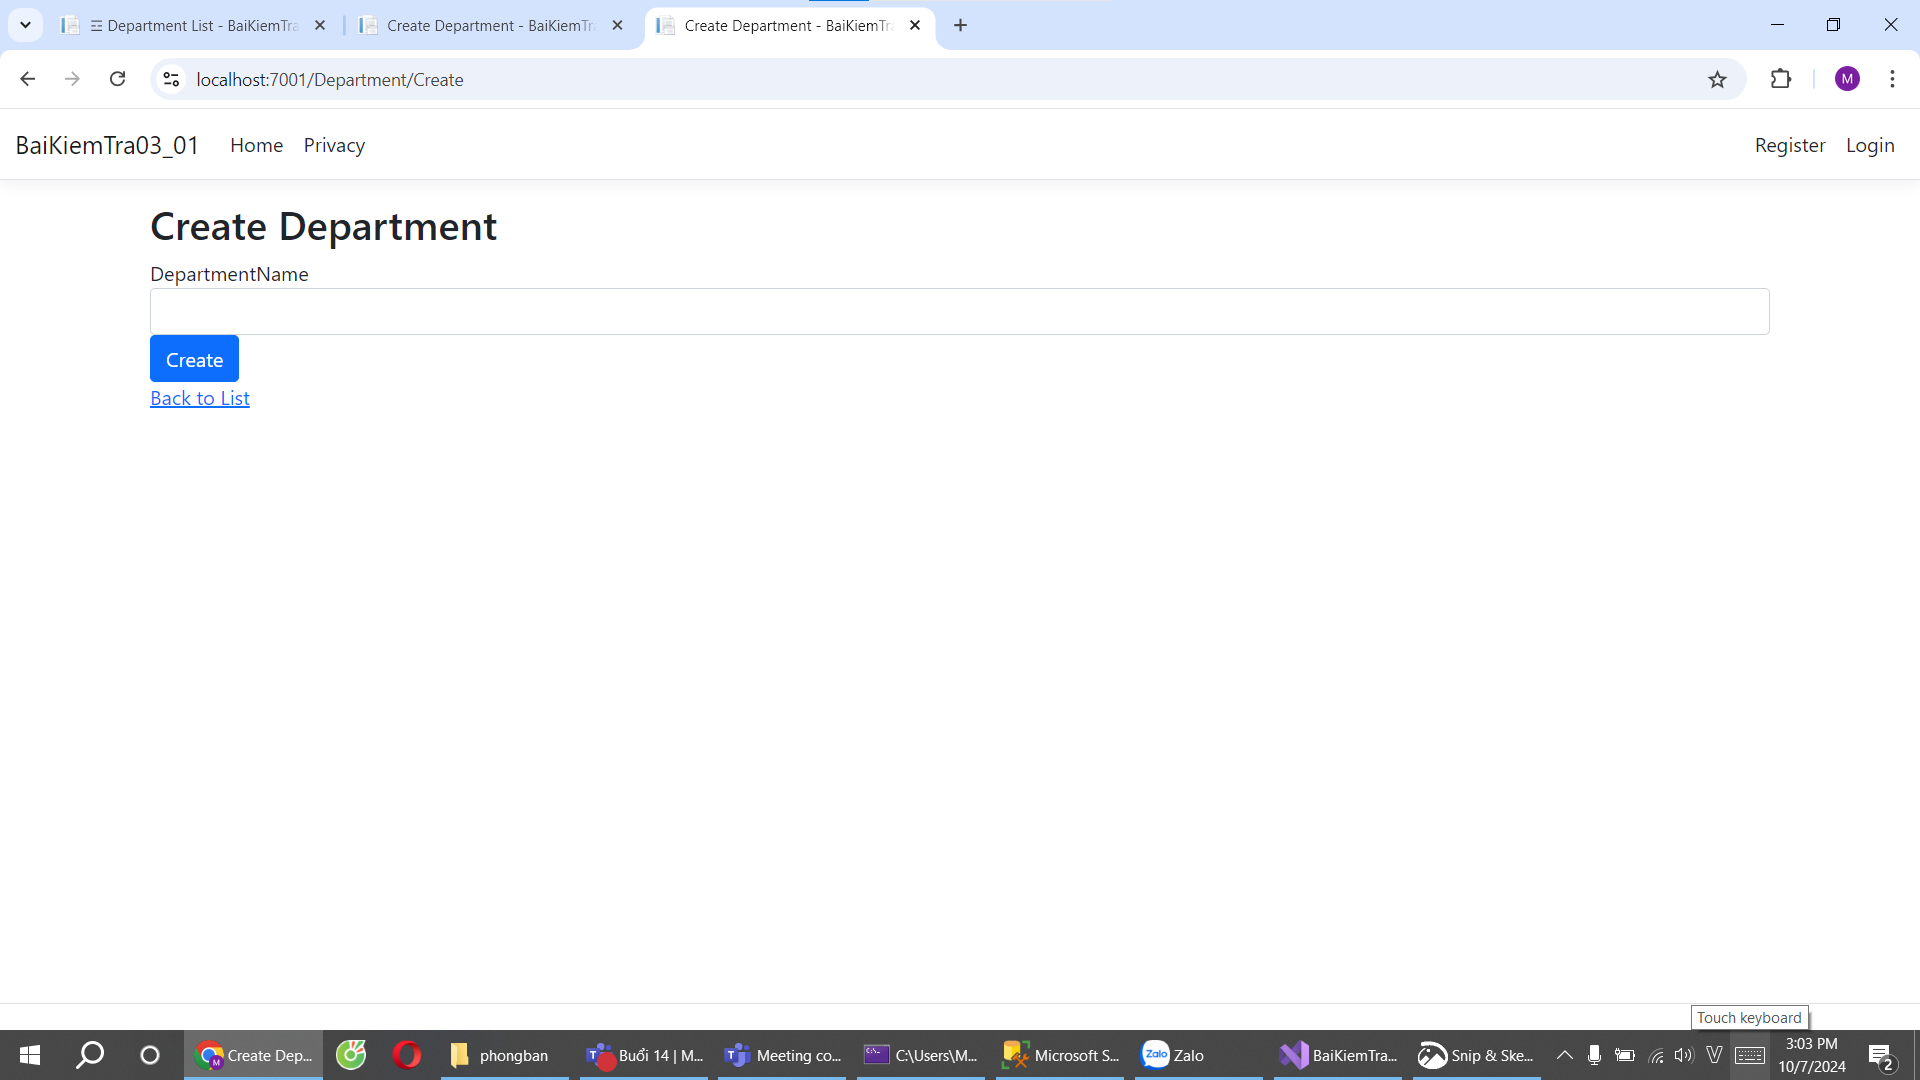 ☲ Department List - BaiKiemTra
Create Department - BaiKiemTr
Create Department - BaiKiemTr
localhost:7001/Department/Create
M
BaiKiemTra03_01
Home
Privacy
Register
Login
Create Department
DepartmentName
Create
Back to List
Touch keyboard
Create Dep...
phongban
Buổi 14 | M...
Meeting co...
C:\Users\M...
Microsoft S...
Zalo
Zalo
BaiKiemTra...
Snip & Ske...
3:03 PM
10/7/2024
2